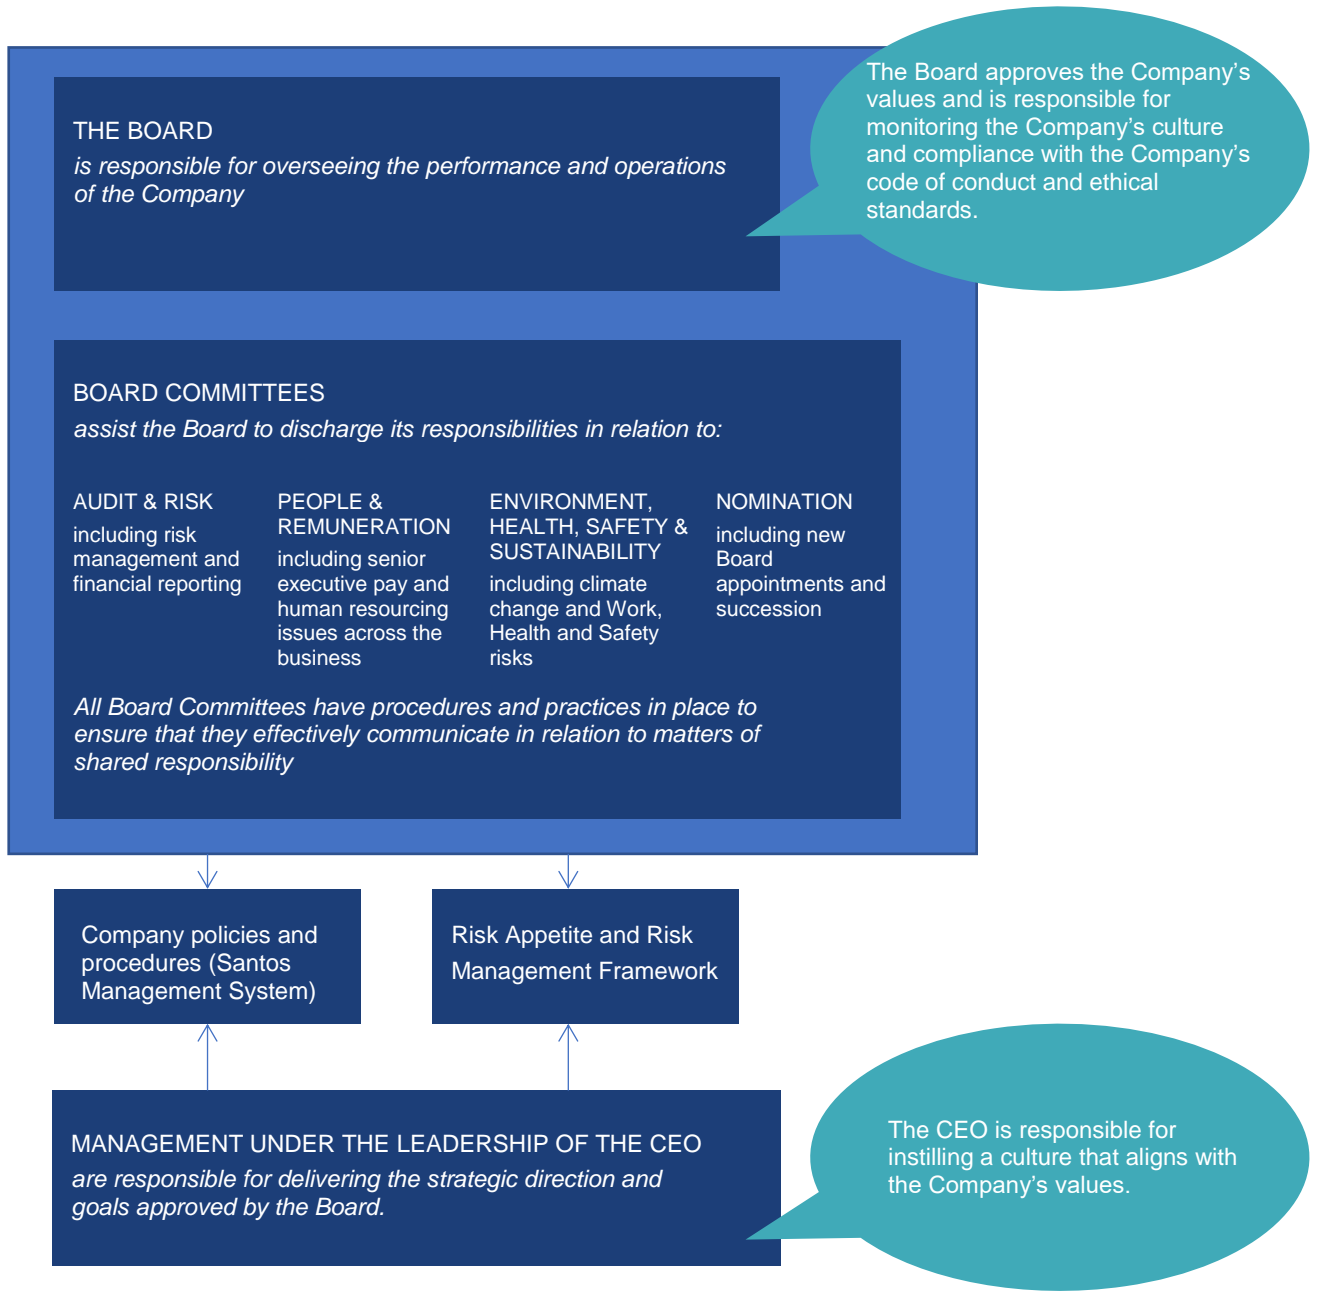 The Board approves the Company’s
values and is responsible for
monitoring the Company’s culture
and compliance with the Company’s
code of conduct and ethical
standards.
THE BOARD
is responsible for overseeing the performance and operations
of the Company
BOARD COMMITTEES
assist the Board to discharge its responsibilities in relation to:
AUDIT & RISK
including risk
management and
financial reporting
PEOPLE &
REMUNERATION
including senior
executive pay and
human resourcing
issues across the
business
ENVIRONMENT,
HEALTH, SAFETY &
SUSTAINABILITY
including climate
change and Work,
Health and Safety
risks
NOMINATION
including new
Board
appointments and
succession
All Board Committees have procedures and practices in place to
ensure that they effectively communicate in relation to matters of
shared responsibility
Company policies and
procedures (Santos
Management System)
Risk Appetite and Risk
Management Framework
MANAGEMENT UNDER THE LEADERSHIP OF THE CEO
are responsible for delivering the strategic direction and
goals approved by the Board.
The CEO is responsible for
instilling a culture that aligns with
the Company’s values.